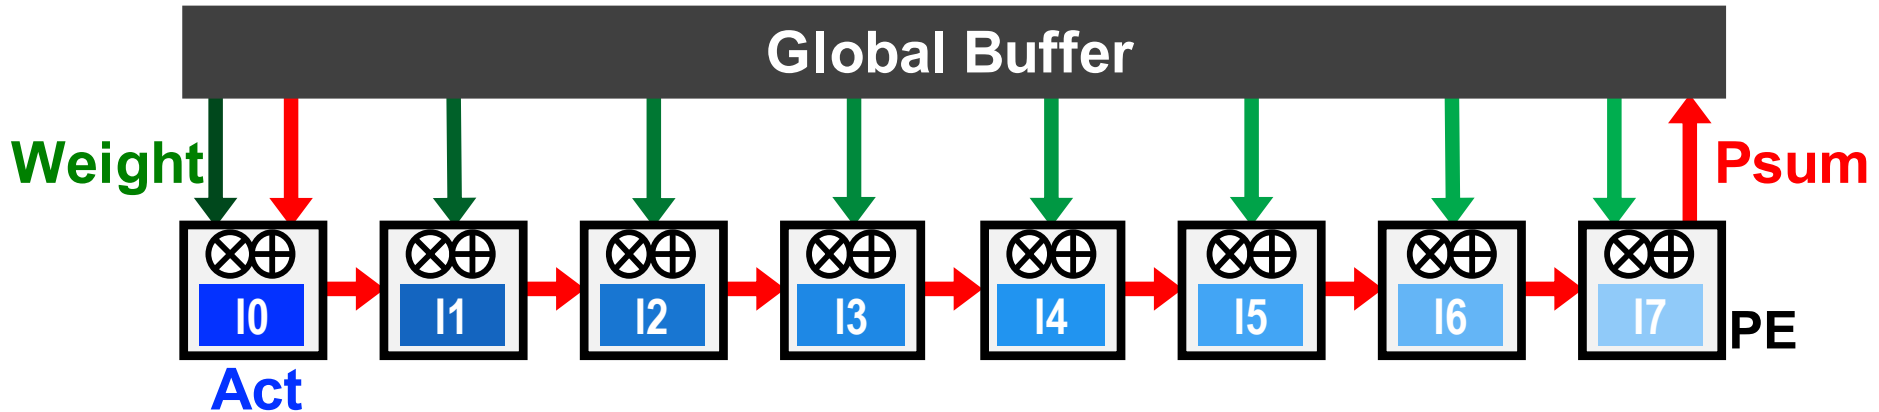 Global Buffer
Weight
Psum
I0
I1
I2
I3
I4
I5
I6
I7
PE
Act